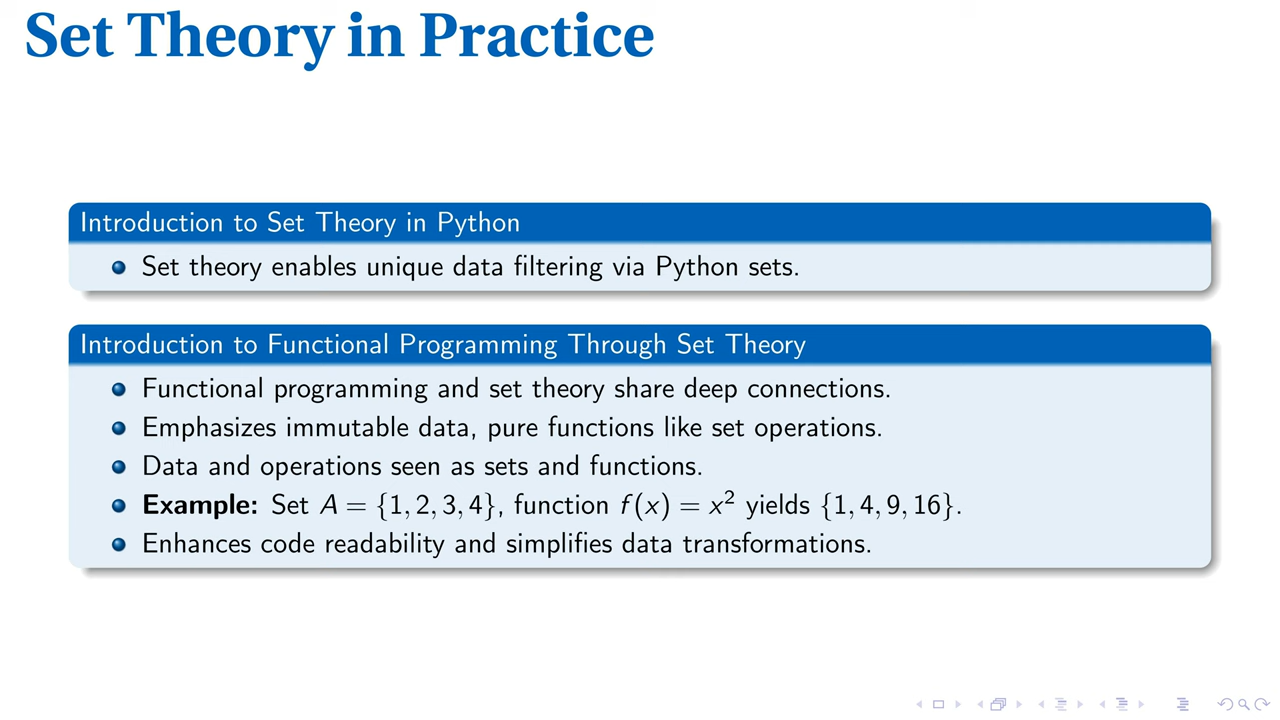 Set Theory in Practice
Introduction to Set Theory in Python
Set theory enables unique data filtering via Python sets.
Introduction to Functional Programming Through Set Theory
Functional programming and set theory share deep connections.
Emphasizes immutable data, pure functions like set operations.
Data and operations seen as sets and functions.
Example: Set A = {1, 2, 3, 4}, function f(x) = x² yields {1, 4, 9, 16}.
Enhances code readability and simplifies data transformations.